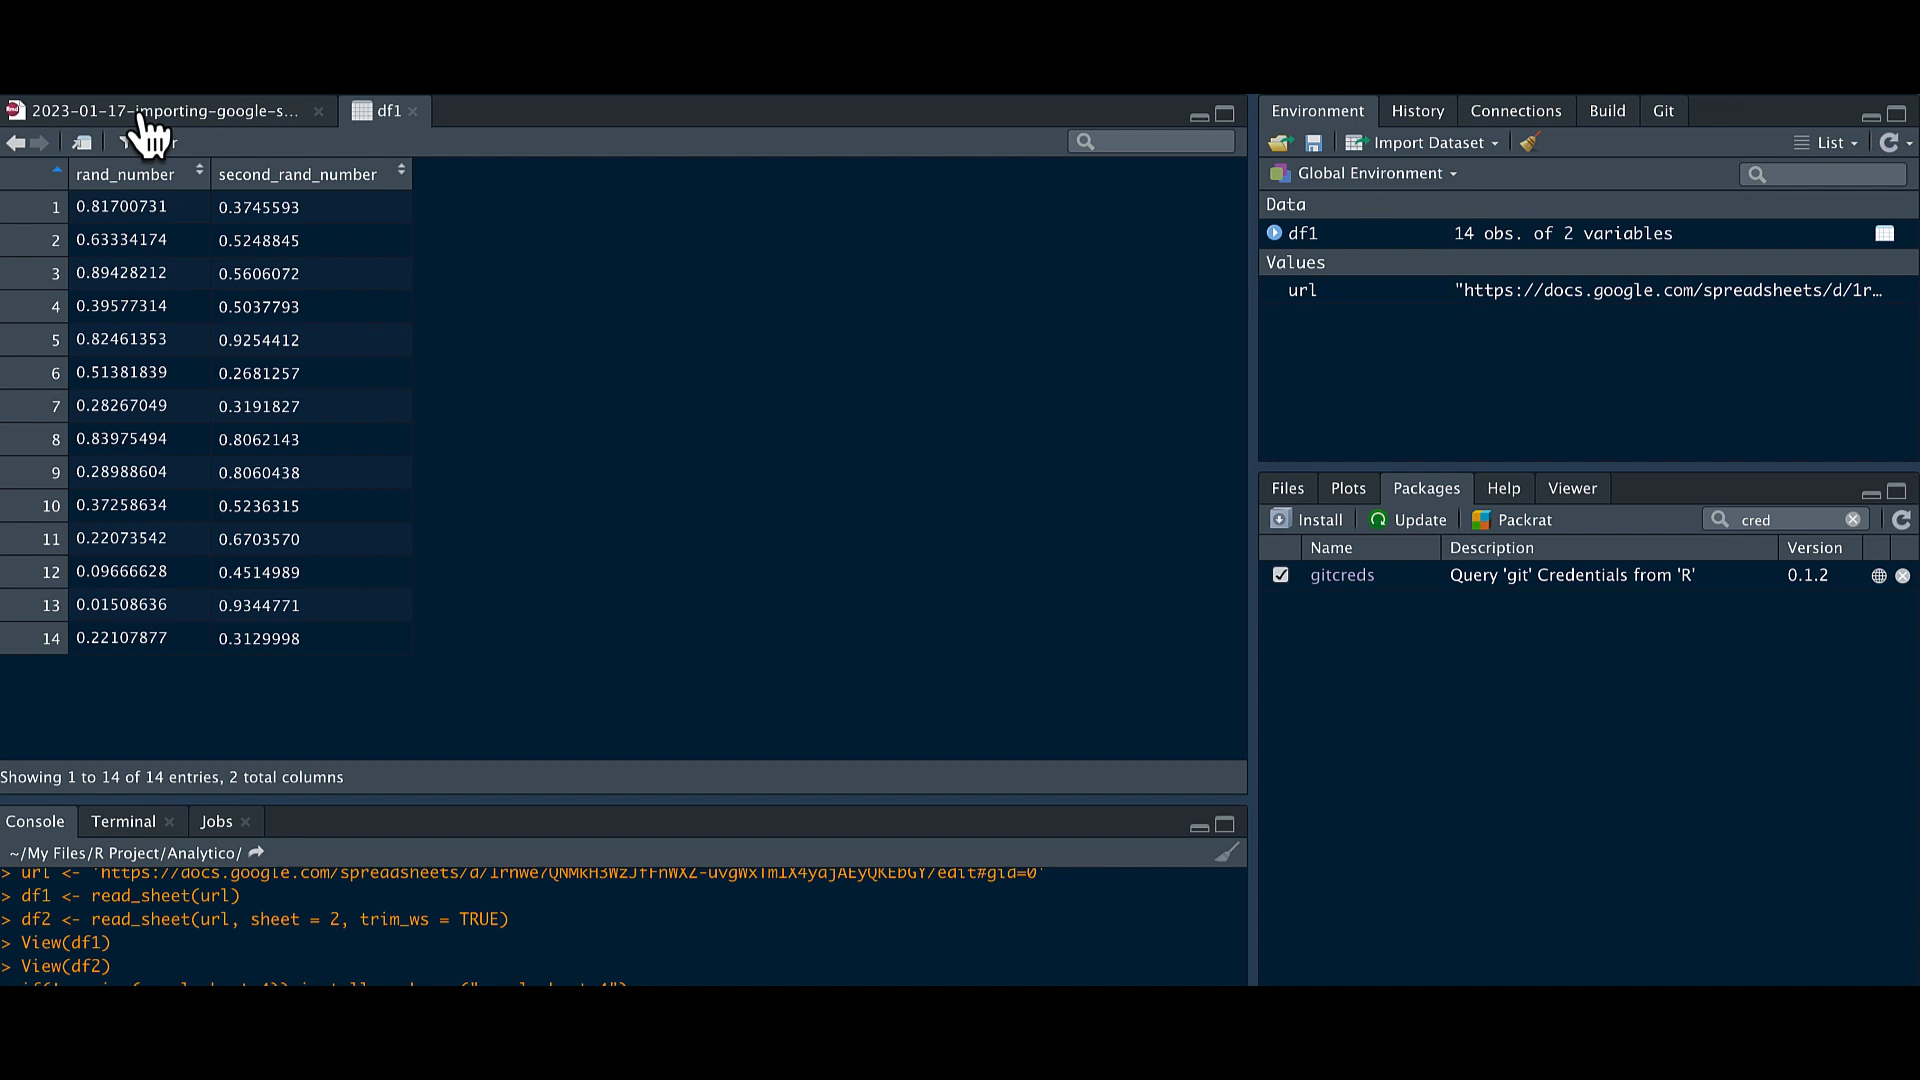 2023-01-17-importing-google-s...
df1
rand_number second_rand_number
1 0.81700731 0.3745593
2 0.63334174 0.5248845
3 0.89428212 0.5606072
4 0.39577314 0.5037793
5 0.82461353 0.9254412
6 0.51381839 0.2681257
7 0.28267049 0.3191827
8 0.83975494 0.8062143
9 0.28988604 0.8060438
10 0.37258634 0.5236315
11 0.22073542 0.6703570
12 0.09666628 0.4514989
13 0.01508636 0.9344771
14 0.22107877 0.3129998
Showing 1 to 14 of 14 entries, 2 total columns
Console Terminal Jobs
~/My Files/R Project/Analytico/
> df1 <- read_sheet(url)
> df2 <- read_sheet(url, sheet = 2, trim_ws = TRUE)
> View(df1)
> View(df2)
Environment History Connections Build Git
Import Dataset List
Global Environment
Data
df1 14 obs. of 2 variables
Values
url "https://docs.google.com/spreadsheets/d/1r…
Files Plots Packages Help Viewer
Install Update Packrat cred
Name Description Version
gitcreds Query 'git' Credentials from 'R' 0.1.2